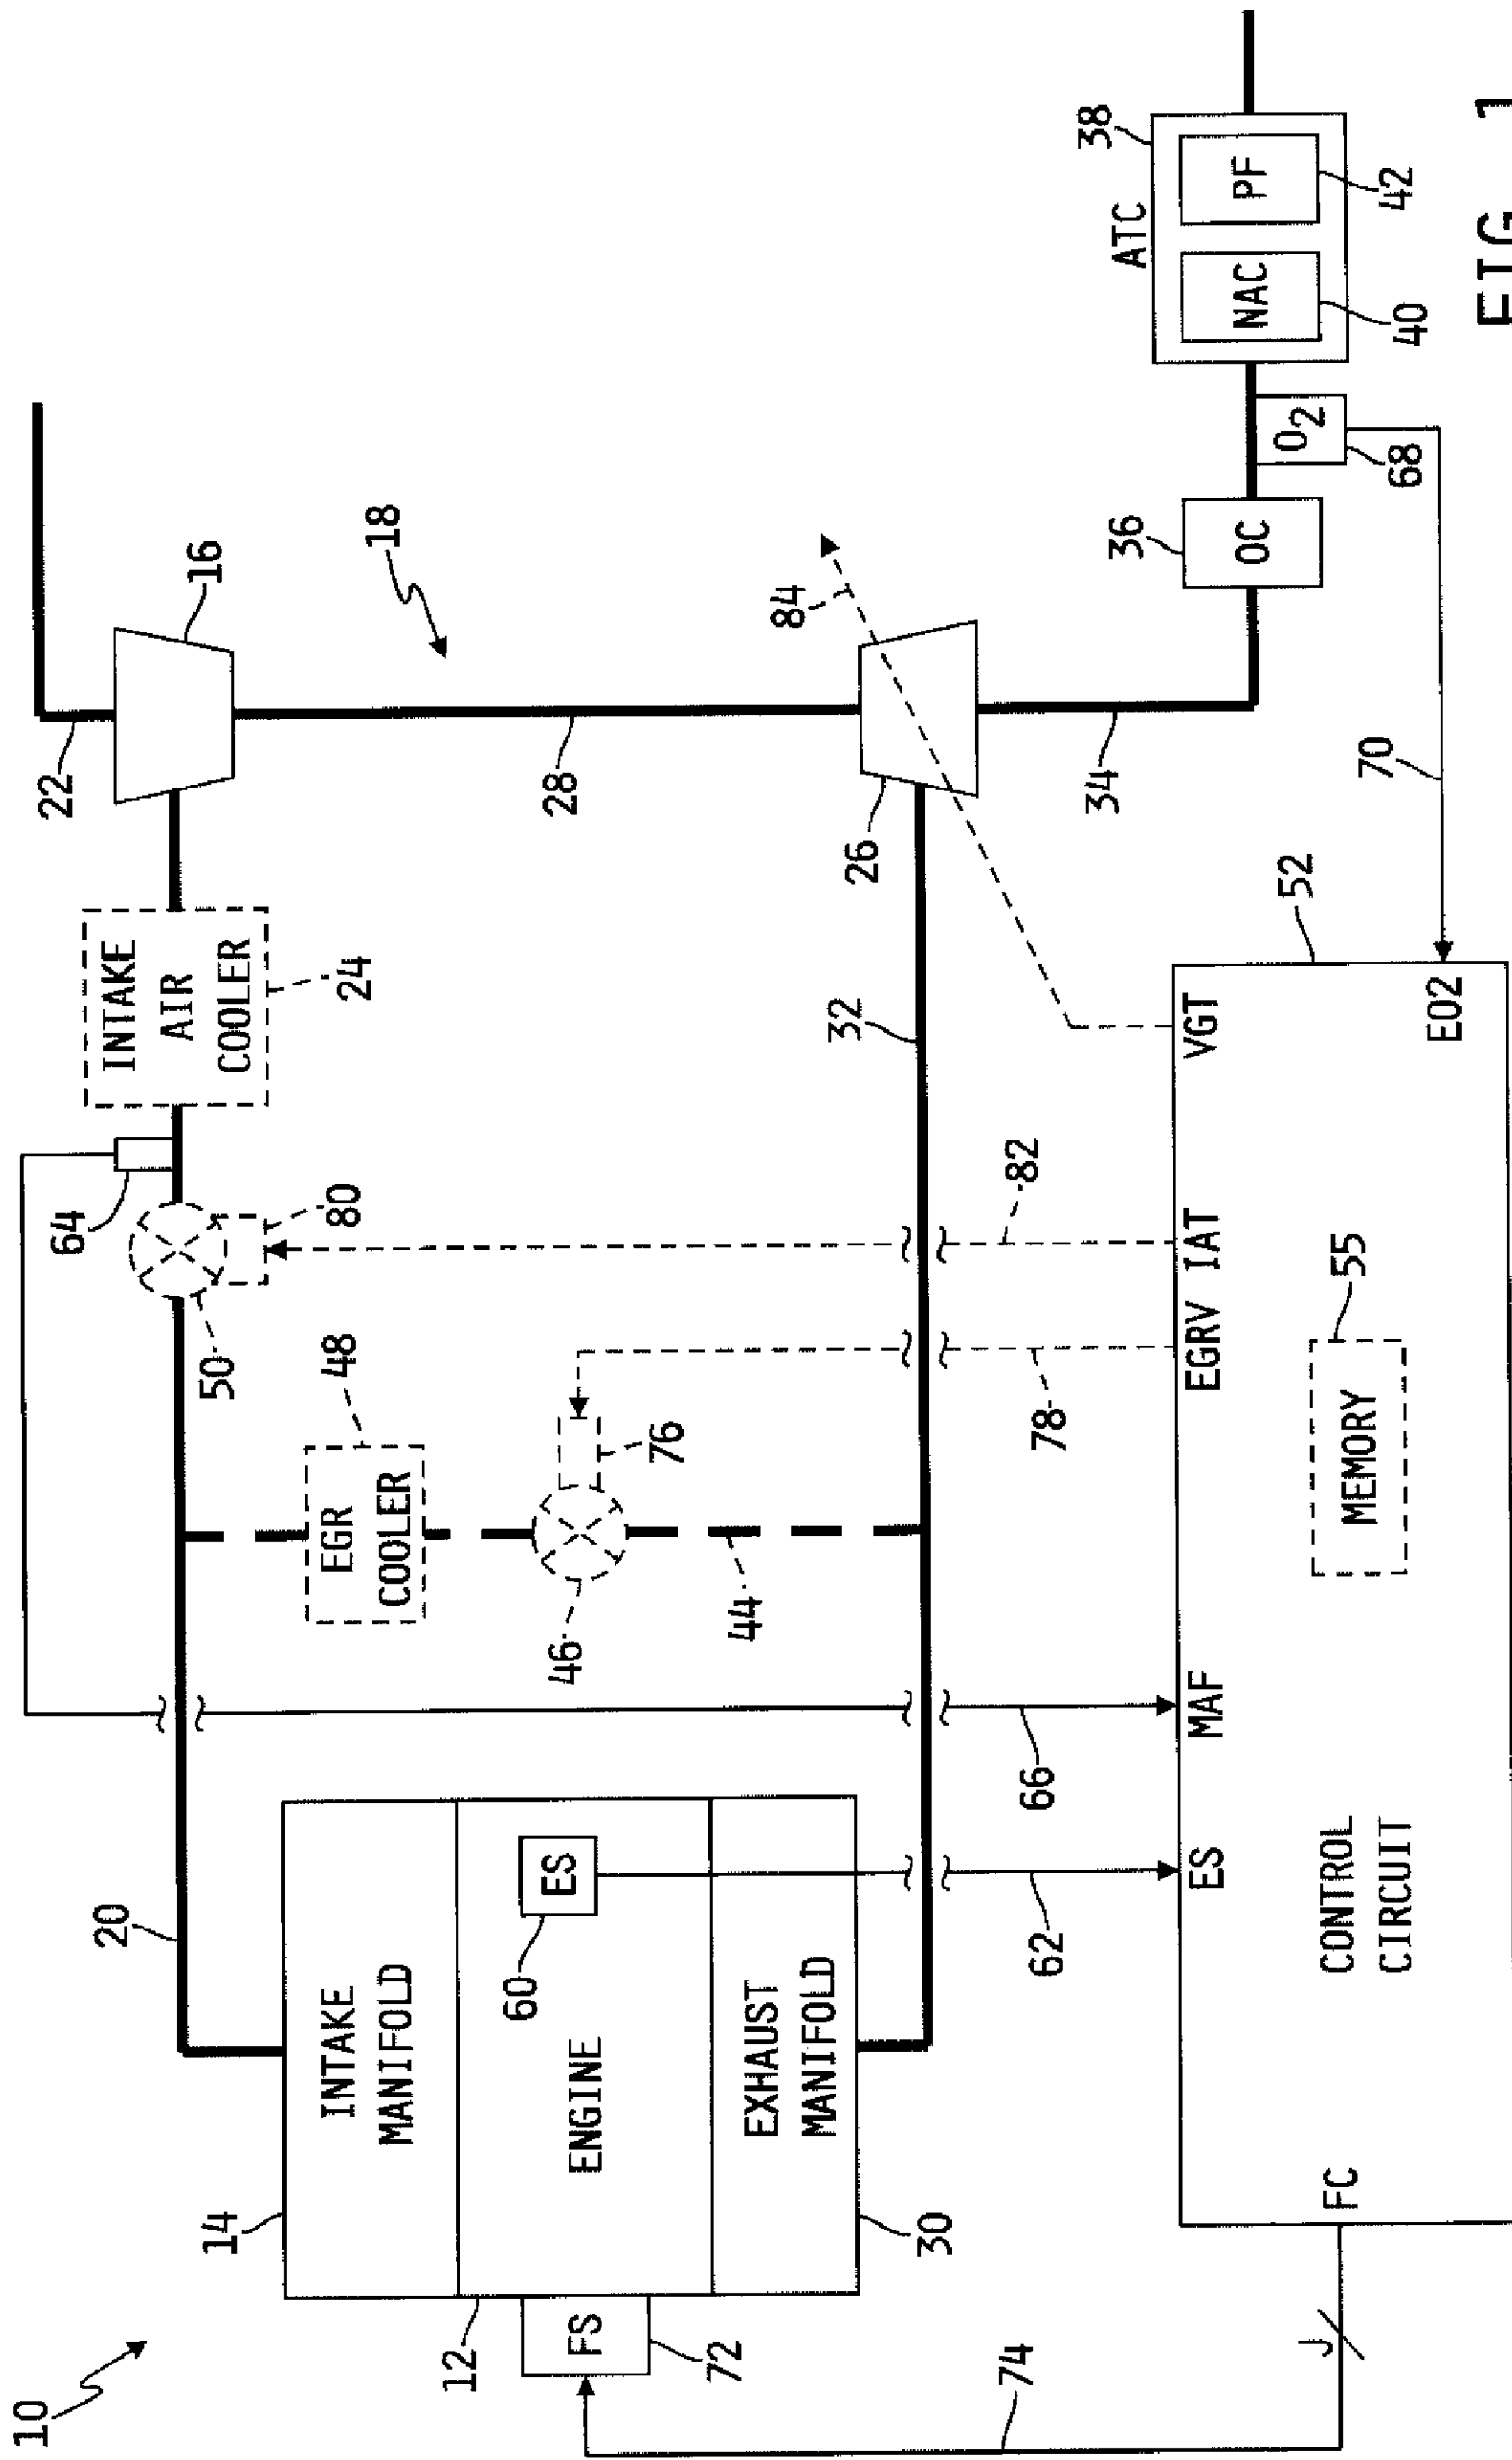 10
22
16
18
INTAKE
AIR
COOLER
24
64
80
50
20
EGR
COOLER
48
76
46
44
28
84
26
32
34
36
OC
O2
68
ATC
38
NAC
PF
40
42
14
INTAKE
MANIFOLD
ES
60
ENGINE
12
FS
72
EXHAUST
MANIFOLD
30
62
66
78
82
70
52
74
J
FC
ES
MAF
EGRV
IAT
VGT
EO2
CONTROL
CIRCUIT
MEMORY
55
FIG. 1